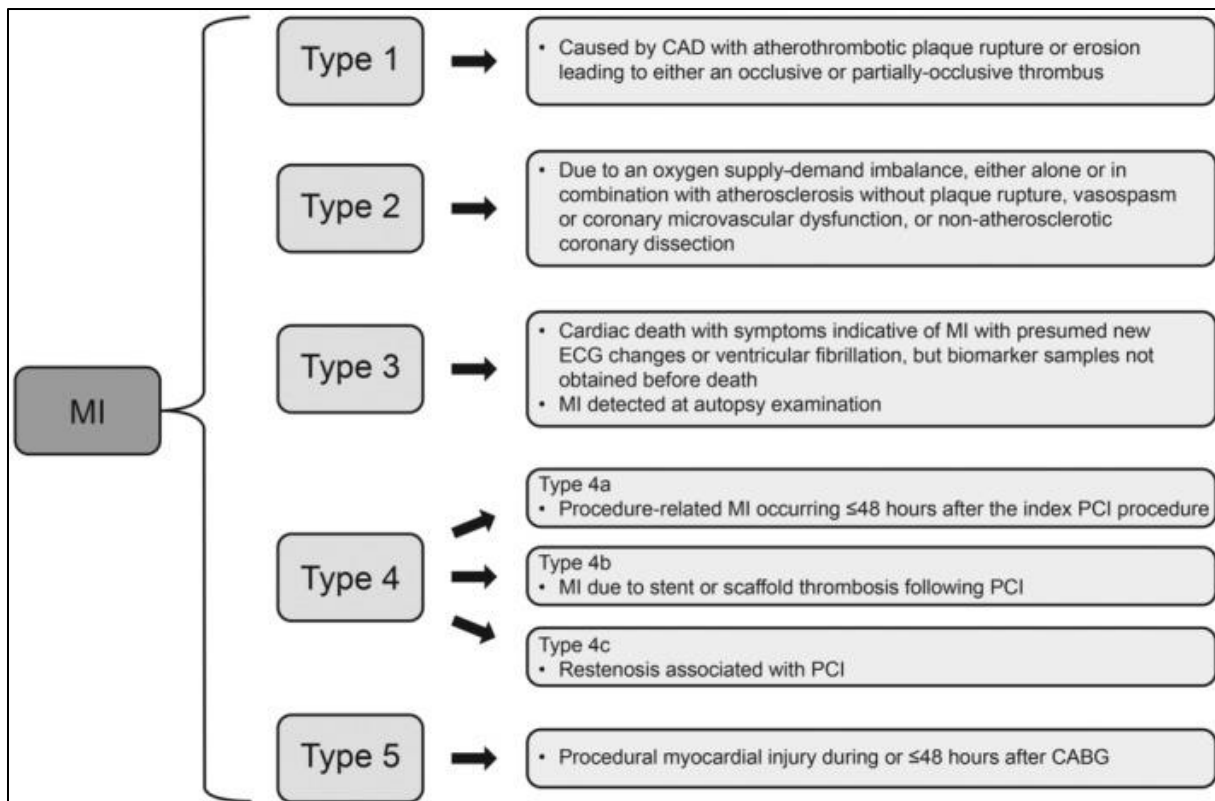 Type 1
• Caused by CAD with atherothrombotic plaque rupture or erosion
leading to either an occlusive or partially-occlusive thrombus
Type 2
• Due to an oxygen supply-demand imbalance, either alone or in
combination with atherosclerosis without plaque rupture, vasospasm
or coronary microvascular dysfunction, or non-atherosclerotic
coronary dissection
MI
Type 3
• Cardiac death with symptoms indicative of MI with presumed new
ECG changes or ventricular fibrillation, but biomarker samples not
obtained before death
• MI detected at autopsy examination
Type 4
Type 4a
• Procedure-related MI occurring ≤48 hours after the index PCI procedure
Type 4b
• MI due to stent or scaffold thrombosis following PCI
Type 4c
• Restenosis associated with PCI
Type 5
• Procedural myocardial injury during or ≤48 hours after CABG